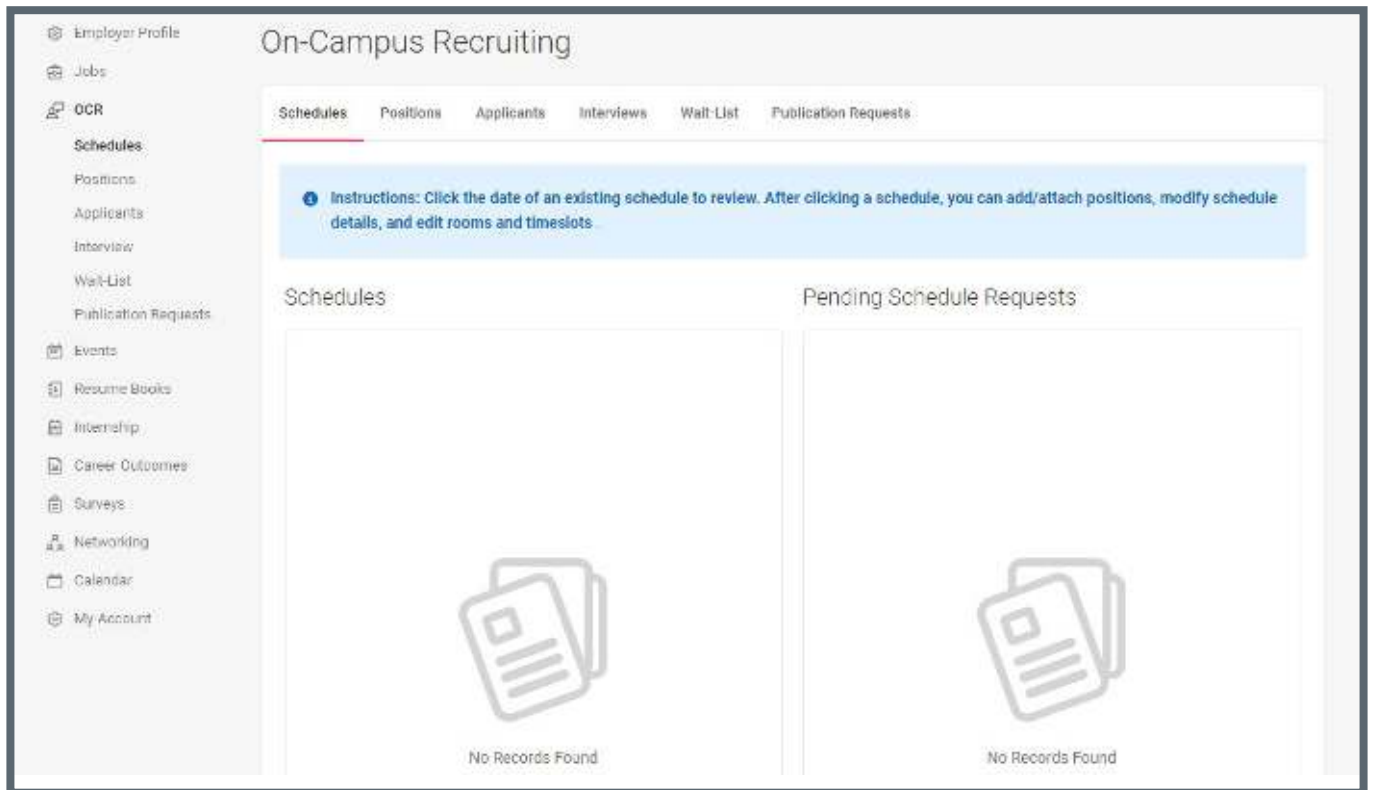 Employer Profile
Jobs
OCR
Schedules
Positions
Applicants
Interview
Wait-List
Publication Requests
Events
Resume Books
Internship
Career Outcomes
Surveys
Networking
Calendar
My Account
On-Campus Recruiting
Schedules Positions Applicants Interviews Wait-List Publication Requests
Instructions: Click the date of an existing schedule to review. After clicking a schedule, you can add/attach positions, modify schedule
details, and edit rooms and timeslots
Schedules
No Records Found
Pending Schedule Requests
No Records Found